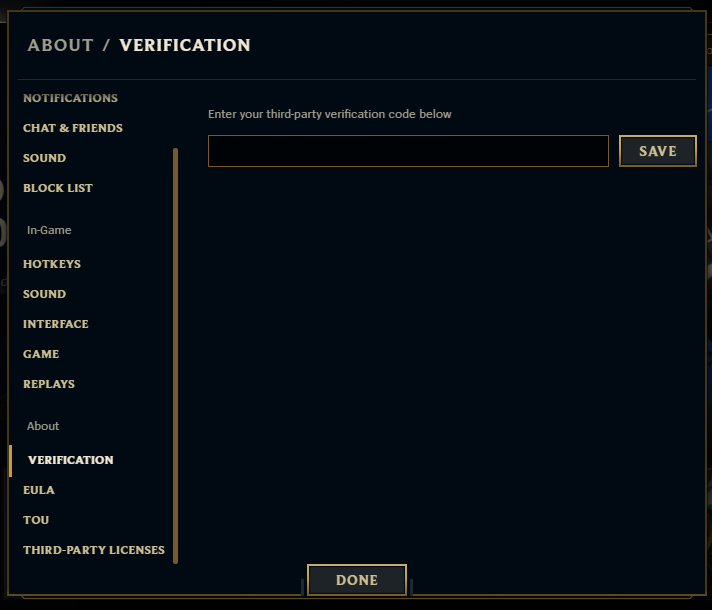 ABOUT / VERIFICATION
NOTIFICATIONS
CHAT & FRIENDS
SOUND
BLOCK LIST
In-Game
HOTKEYS
SOUND
INTERFACE
GAME
REPLAYS
About
VERIFICATION
EULA
TOU
THIRD-PARTY LICENSES
Enter your third-party verification code below
SAVE
DONE